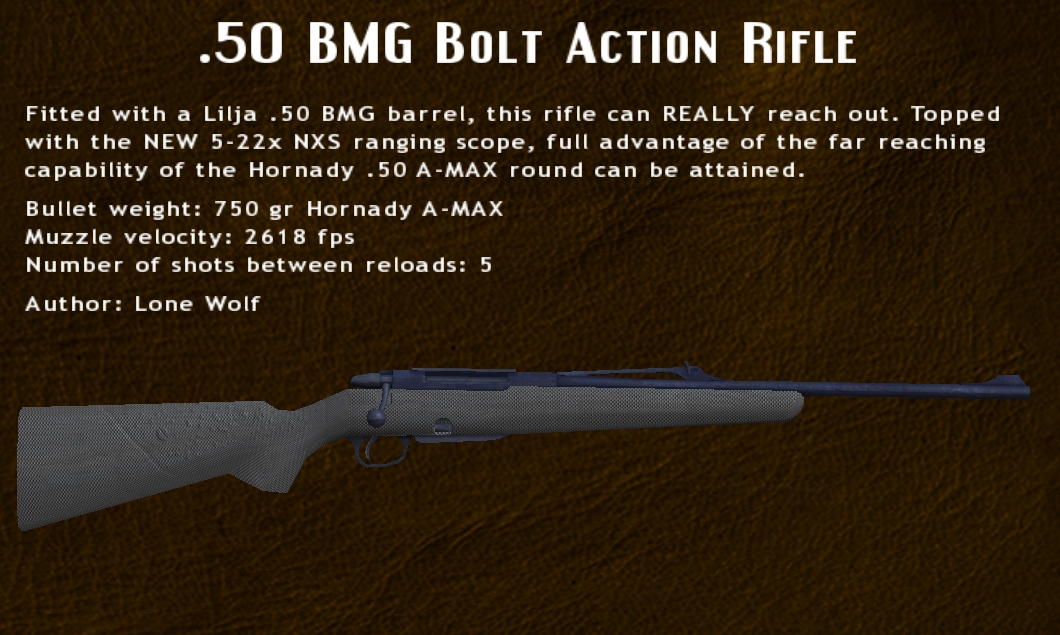 .50 BMG Bolt Action Rifle
Fitted with a Lilja .50 BMG barrel, this rifle can REALLY reach out. Topped
with the NEW 5-22x NXS ranging scope, full advantage of the far reaching
capability of the Hornady .50 A-MAX round can be attained.
Bullet weight: 750 gr Hornady A-MAX
Muzzle velocity: 2618 fps
Number of shots between reloads: 5
Author: Lone Wolf